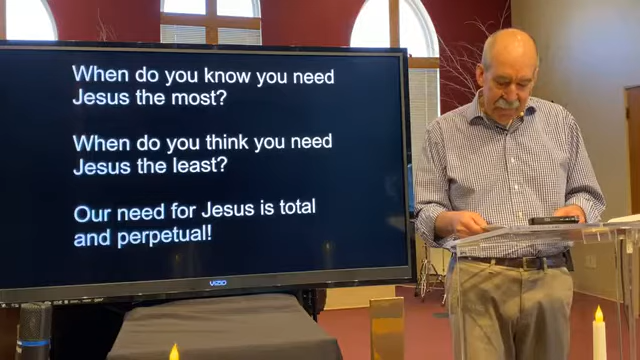 When do you know you need
Jesus the most?
When do you think you need
Jesus the least?
Our need for Jesus is total
and perpetual!
VIZIO